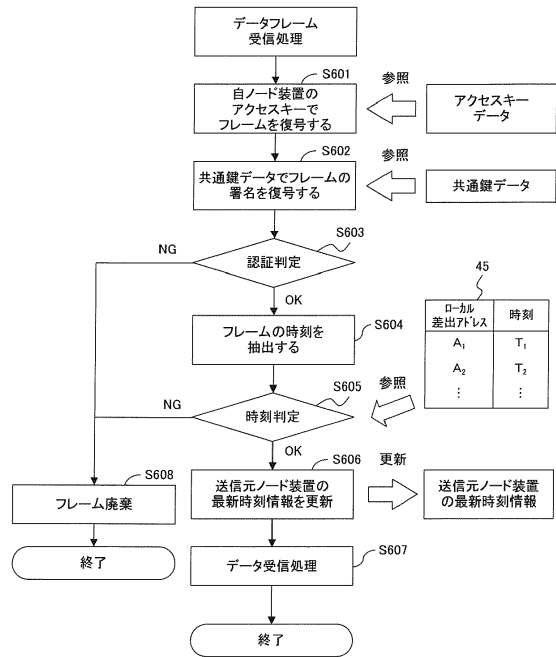 データフレーム
受信処理
S601
自ノード装置の
アクセスキーで
フレームを復号する
参照
アクセスキー
データ
S602
共通鍵データでフレームの
署名を復号する
参照
共通鍵データ
S603
認証判定
NG
OK
45
ローカル
差出アドレス
時刻
A1
T1
A2
T2
⋮
⋮
フレームの時刻を
抽出する
S604
S605
参照
時刻判定
NG
OK
S606
送信元ノード装置の
最新時刻情報を更新
更新
送信元ノード装置
の最新時刻情報
S608
フレーム廃棄
終了
S607
データ受信処理
終了